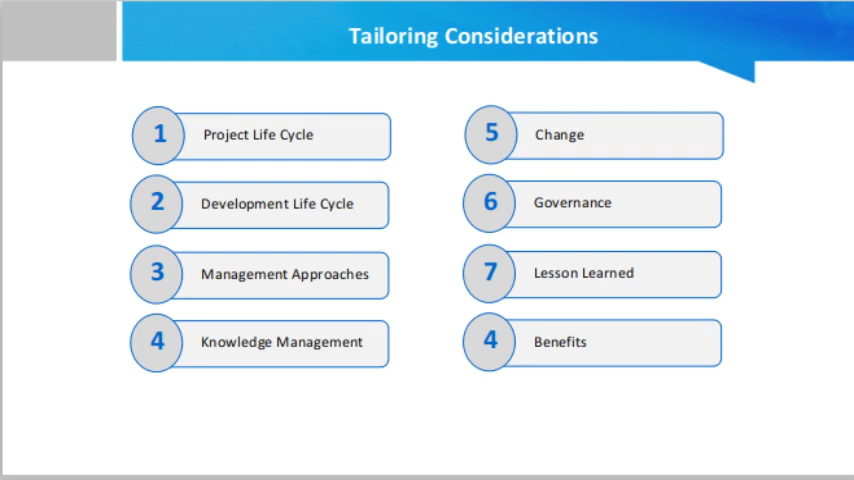 Tailoring Considerations
1 Project Life Cycle
2 Development Life Cycle
3 Management Approaches
4 Knowledge Management
5 Change
6 Governance
7 Lesson Learned
4 Benefits